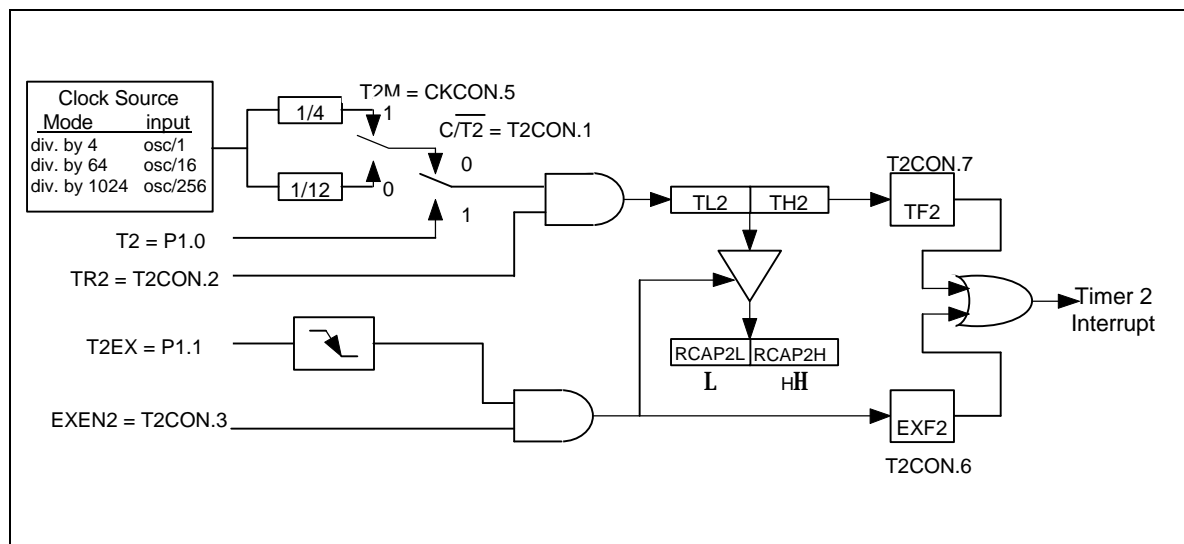 Clock Source
Mode input
div. by 4 osc/1
div. by 64 osc/16
div. by 1024 osc/256
1/4
1/12
T2M = CKCON.5
1
0
C/T2 = T2CON.1
0
1
T2 = P1.0
TR2 = T2CON.2
TL2 TH2
T2CON.7
TF2
Timer 2
Interrupt
T2EX = P1.1
RCAP2L RCAP2H
L HH
EXEN2 = T2CON.3
EXF2
T2CON.6